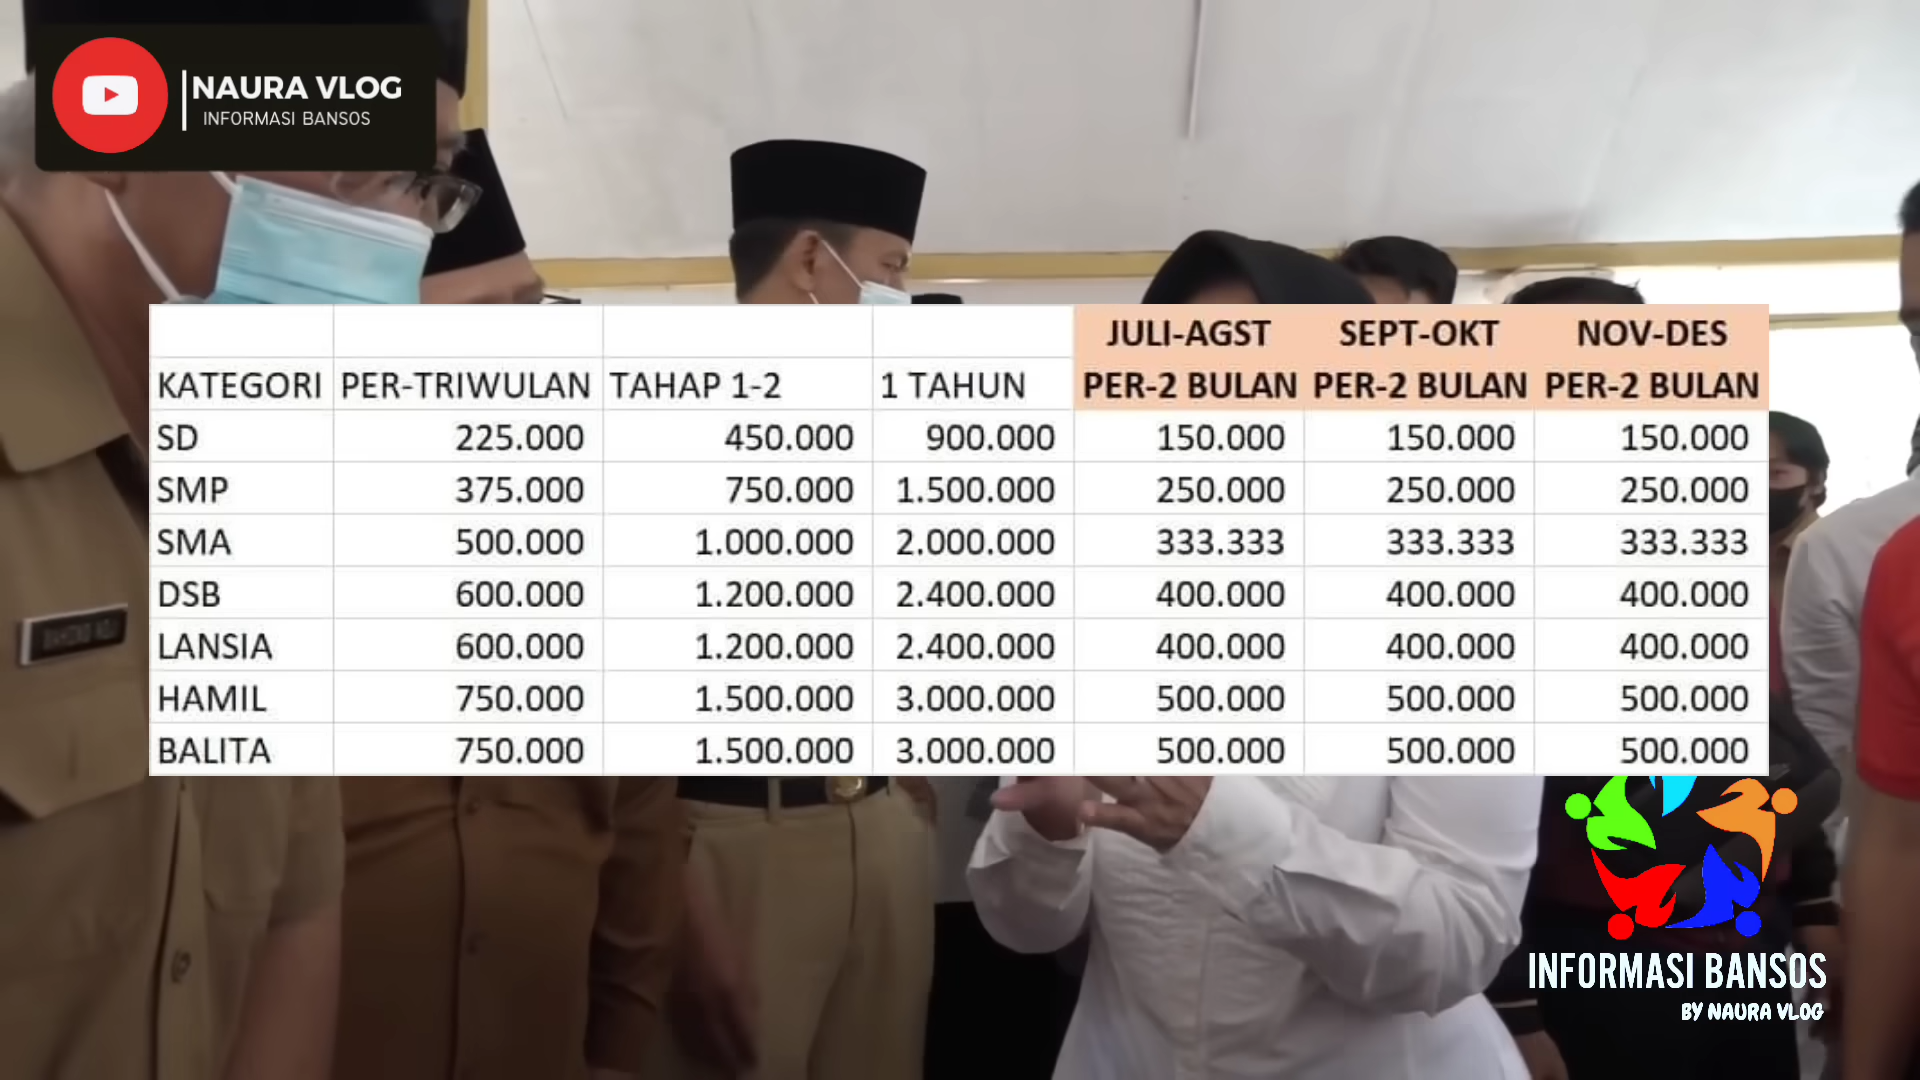 NAURA VLOG
INFORMASI BANSOS
JULI-AGST SEPT-OKT NOV-DES
KATEGORI PER-TRIWULAN TAHAP 1-2 1 TAHUN PER-2 BULAN PER-2 BULAN PER-2 BULAN
SD 225.000 450.000 900.000 150.000 150.000 150.000
SMP 375.000 750.000 1.500.000 250.000 250.000 250.000
SMA 500.000 1.000.000 2.000.000 333.333 333.333 333.333
DSB 600.000 1.200.000 2.400.000 400.000 400.000 400.000
LANSIA 600.000 1.200.000 2.400.000 400.000 400.000 400.000
HAMIL 750.000 1.500.000 3.000.000 500.000 500.000 500.000
BALITA 750.000 1.500.000 3.000.000 500.000 500.000 500.000
INFORMASI BANSOS
BY NAURA VLOG